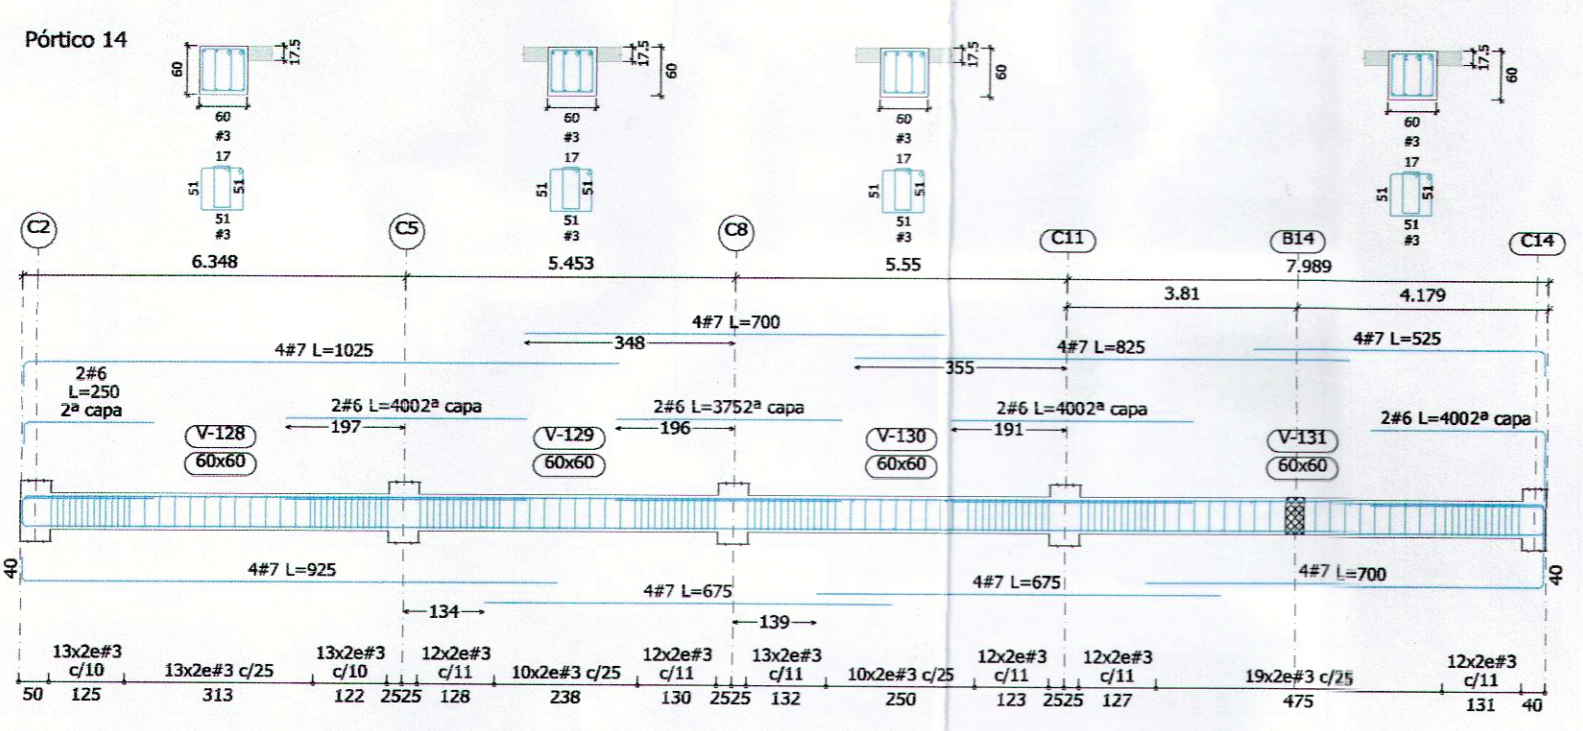 Pórtico 14
60
17.5
60
#3
17
51
51
51
#3
17.5
60
60
#3
17
51
51
51
#3
17.5
60
60
#3
17
51
51
51
#3
17.5
60
60
#3
17
51
51
51
#3
C2
C5
C8
C11
B14
C14
6.348
5.453
5.55
7.989
3.81
4.179
4#7 L=700
348
4#7 L=1025
4#7 L=825
4#7 L=525
355
2#6
L=250
2ª capa
2#6 L=4002ª capa
2#6 L=3752ª capa
2#6 L=4002ª capa
2#6 L=4002ª capa
197
196
191
V-128
60x60
V-129
60x60
V-130
60x60
V-131
60x60
40
40
4#7 L=925
4#7 L=675
4#7 L=675
4#7 L=700
134
139
13x2e#3
c/10
13x2e#3 c/25
13x2e#3
c/10
12x2e#3
c/11
10x2e#3 c/25
12x2e#3
c/11
13x2e#3
c/11
10x2e#3 c/25
12x2e#3
c/11
12x2e#3
c/11
19x2e#3 c/25
12x2e#3
c/11
50 125 313 122 2525 128 238 130 2525 132 250 123 2525 127 475 131 40